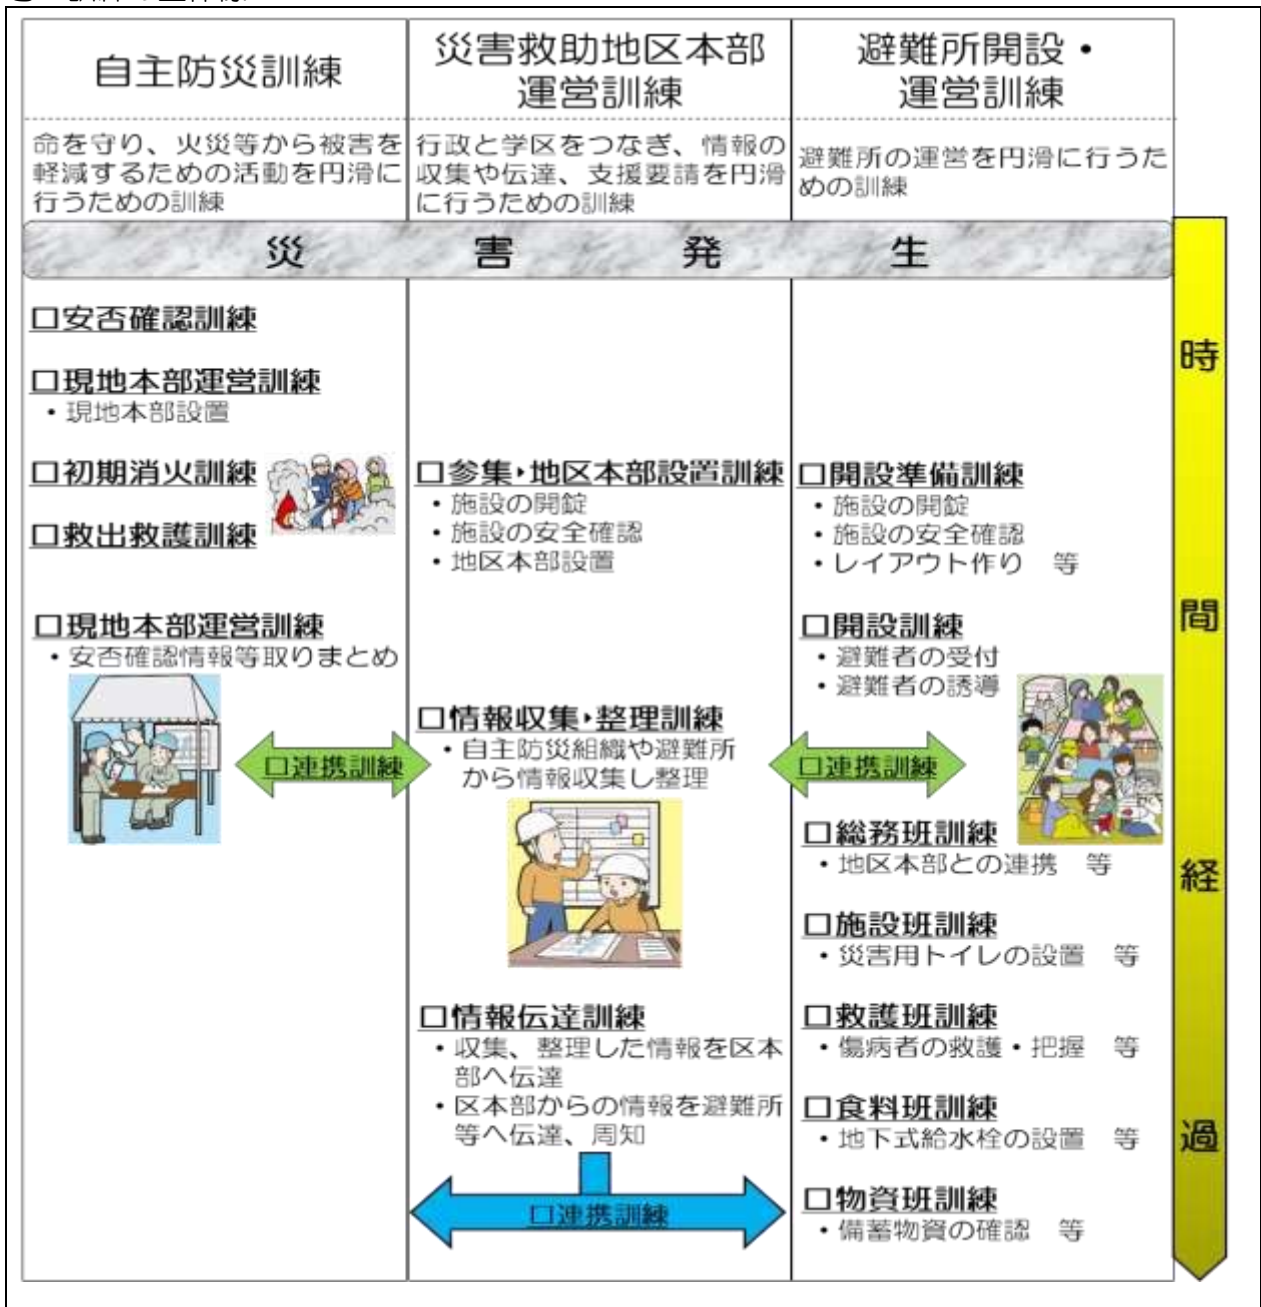 自主防災訓練
命を守り、火災等から被害を
軽減するための活動を円滑に
行うための訓練
災害救助地区本部
運営訓練
行政と学区をつなぎ、情報の
収集や伝達、支援要請を円滑
に行うための訓練
避難所開設・
運営訓練
避難所の運営を円滑に行うた
めの訓練
災害発生
□安否確認訓練
□現地本部運営訓練
・現地本部設置
□初期消火訓練
□救出救護訓練
□現地本部運営訓練
・安否確認情報等取りまとめ
□連携訓練
□参集・地区本部設置訓練
・施設の開錠
・施設の安全確認
・地区本部設置
□情報収集・整理訓練
・自主防災組織や避難所
から情報収集し整理
□情報伝達訓練
・収集、整理した情報を区本
部へ伝達
・区本部からの情報を避難所
等へ伝達、周知
□連携訓練
□連携訓練
□開設準備訓練
・施設の開錠
・施設の安全確認
・レイアウト作り　等
□開設訓練
・避難者の受付
・避難者の誘導
□総務班訓練
・地区本部との連携　等
□施設班訓練
・災害用トイレの設置　等
□救護班訓練
・傷病者の救護・把握　等
□食料班訓練
・地下式給水栓の設置　等
□物資班訓練
・備蓄物資の確認　等
時間経過